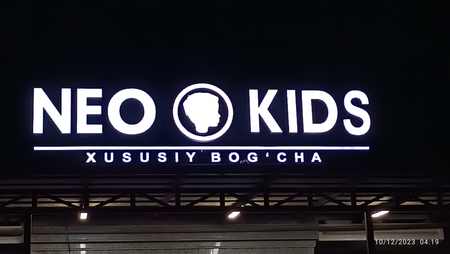 NEO KIDS
XUSUSIY BOG‘CHA
10/12/2023 04:19